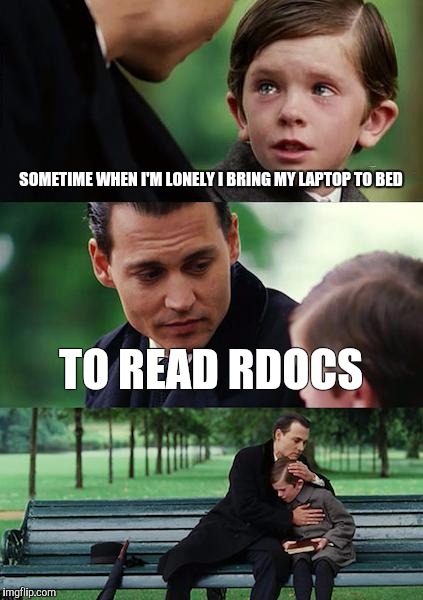 SOMETIME WHEN I'M LONELY I BRING MY LAPTOP TO BED
TO READ RDOCS
imgflip.com